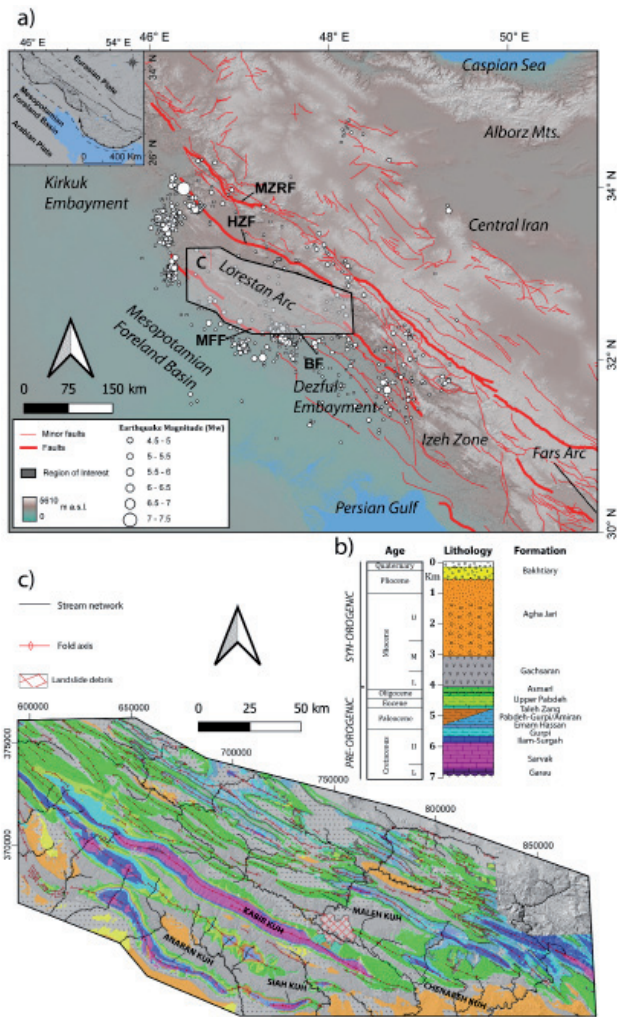 a)
46° E
54° E
46° E
48 ° E
50 ° E
Eurasian Plate
Mesopotamian
Foreland Basin
Arabian Plate
0 400 Km
34° N
26° N
Caspian Sea
Alborz Mts.
Kirkuk
Embayment
MZRF
HZF
34° N
Central Iran
C
Lorestan Arc
Mesopotamian
Foreland Basin
MFF
BF
32° N
0 75 150 km
Dezful
Embayment
Izeh Zone
Fars Arc
Minor faults
Faults
Region of Interest
5610
0
m a.s.l.
Earthquake Magnitude (Mw)
4.5 - 5
5 - 5.5
5.5 - 6
6 - 6.5
6.5 - 7
7 - 7.5
Persian Gulf
30° N
b)
Age
Lithology
Formation
SYN-OROGENIC
PRE-OROGENIC
Quaternary
Pliocene
Miocene
U
M
L
Oligocene
Eocene
Paleocene
Cretaceous
U
L
0
Km
1
2
3
4
5
6
7
Bakhtiary
Agha Jari
Gachsaran
Asmari
Upper Pabdeh
Taleh Zang
Pabdeh-Gurpi/Amiran
Emam Hassan
Gurpi
Ilam-Surgah
Sarvak
Garau
c)
Stream network
Fold axis
Landslide debris
0 25 50 km
600000
650000
700000
750000
800000
850000
375000
370000
KABIR KUH
MALEH KUH
ANARAN KUH
SIAH KUH
CHENAREH KUH